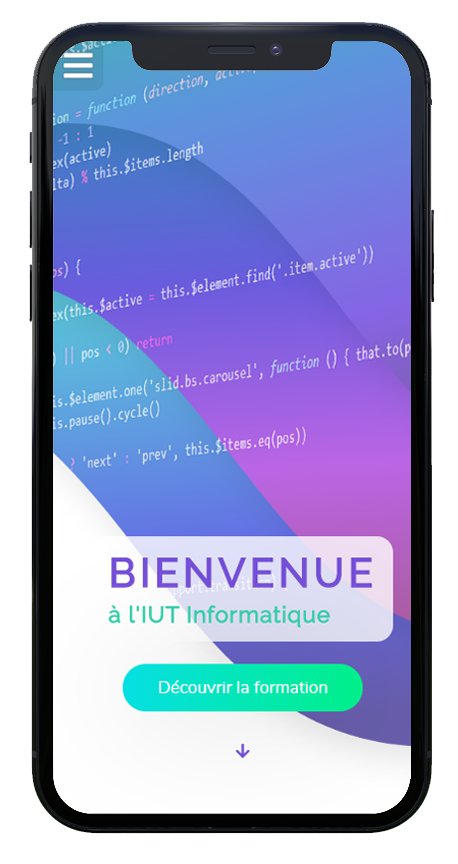 s.$acti
ion = function (direction, activ
-1 : 1
ex(active)
lta) % this.$items.length
os) {
ex(this.$active = this.$element.find('.item.active'))
) || pos < 0) return
is.$element.one('slid.bs.carousel', function () { that.to(p
is.pause().cycle()
? 'next' : 'prev', this.$items.eq(pos))
BIENVENUE
à l'IUT Informatique
Découvrir la formation